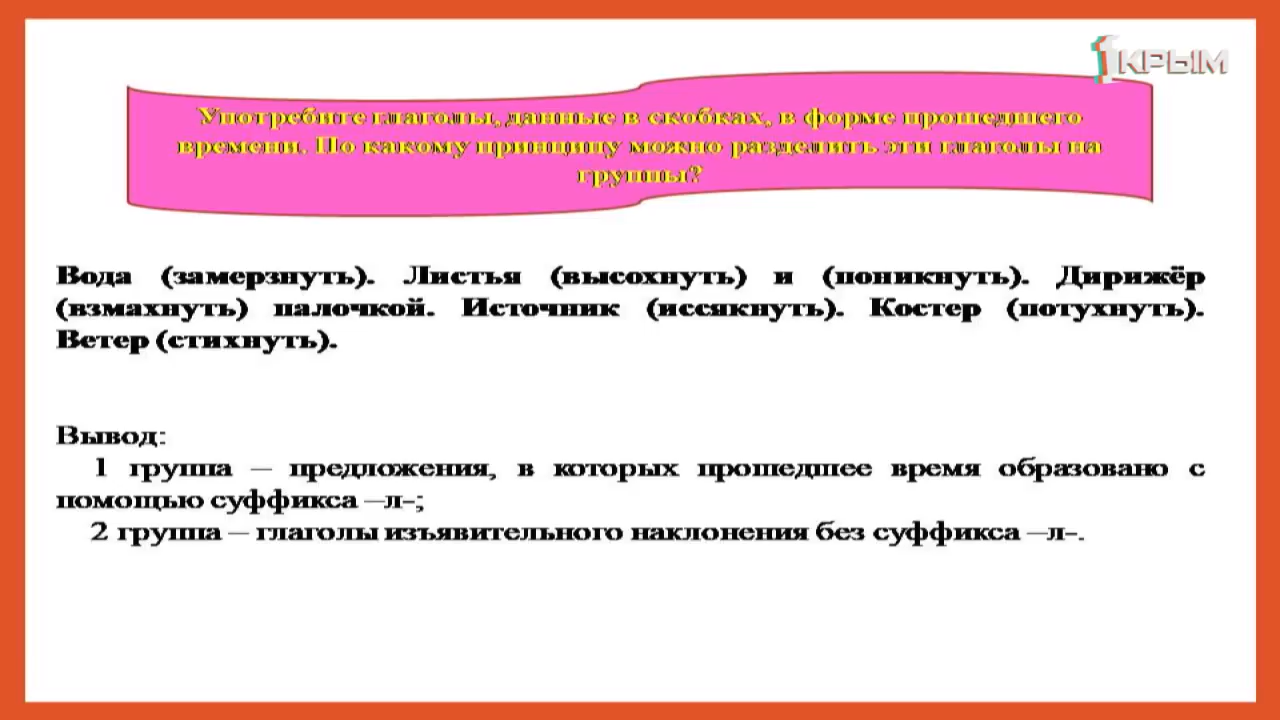 1КРЫМ
Употребите глаголы, данные в скобках, в форме прошедшего
времени. По какому принципу можно разделить эти глаголы на
группы?
Вода (замерзнуть). Листья (высохнуть) и (поникнуть). Дирижёр
(взмахнуть) палочкой. Источник (иссякнуть). Костер (потухнуть).
Ветер (стихнуть).
Вывод:
1 группа – предложения, в которых прошедшее время образовано с
помощью суффикса –л-;
2 группа – глаголы изъявительного наклонения без суффикса –л-.